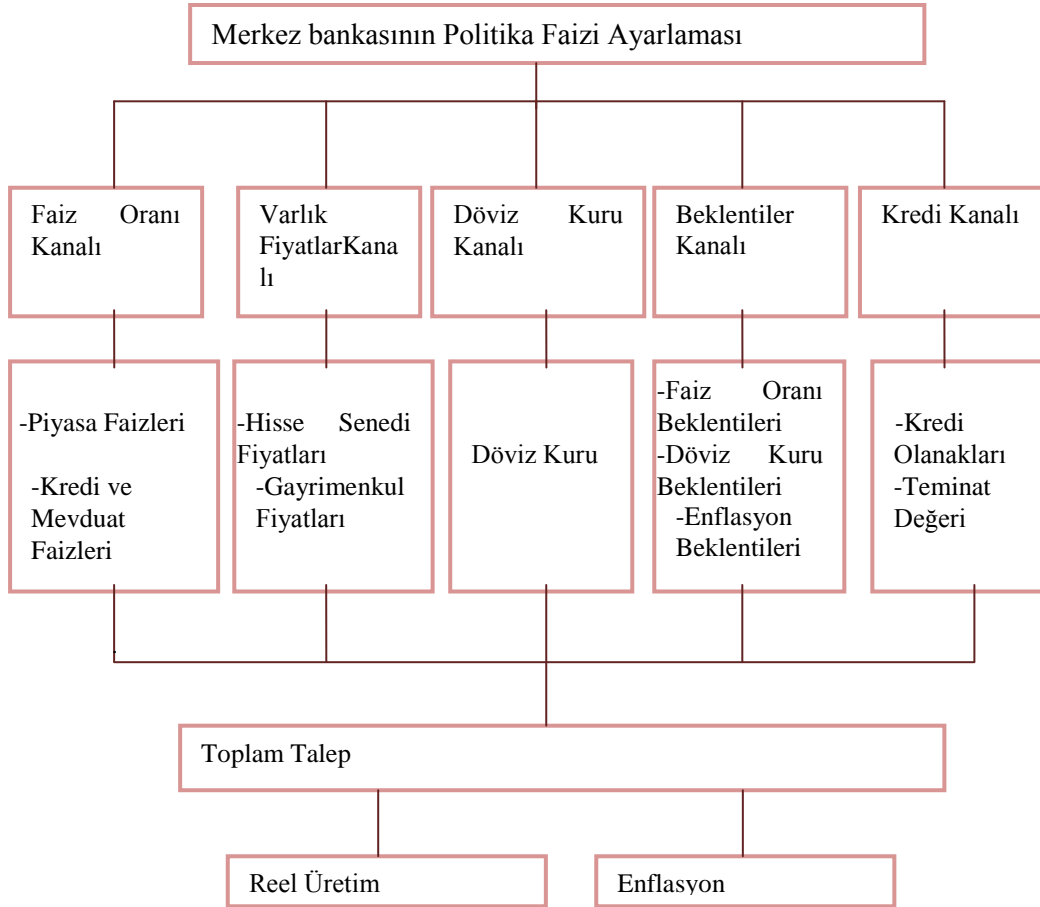 Merkez bankasının Politika Faizi Ayarlaması
Faiz Oranı
Kanalı
Varlık
FiyatlarKana
lı
Döviz Kuru
Kanalı
Beklentiler
Kanalı
Kredi Kanalı
-Piyasa Faizleri
-Kredi ve
Mevduat
Faizleri
-Hisse Senedi
Fiyatları
-Gayrimenkul
Fiyatları
Döviz Kuru
-Faiz Oranı
Beklentileri
-Döviz Kuru
Beklentileri
-Enflasyon
Beklentileri
-Kredi
Olanakları
-Teminat
Değeri
Toplam Talep
Reel Üretim
Enflasyon